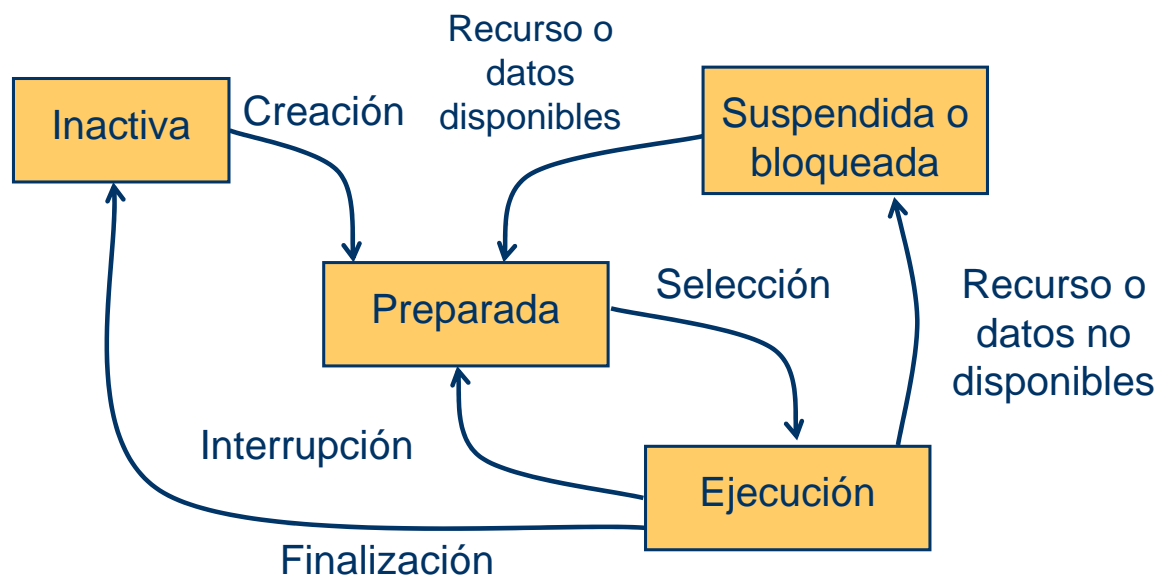 Recurso o
datos
disponibles
Inactiva
Creación
Suspendida o
bloqueada
Preparada
Selección
Recurso o
datos no
disponibles
Interrupción
Ejecución
Finalización